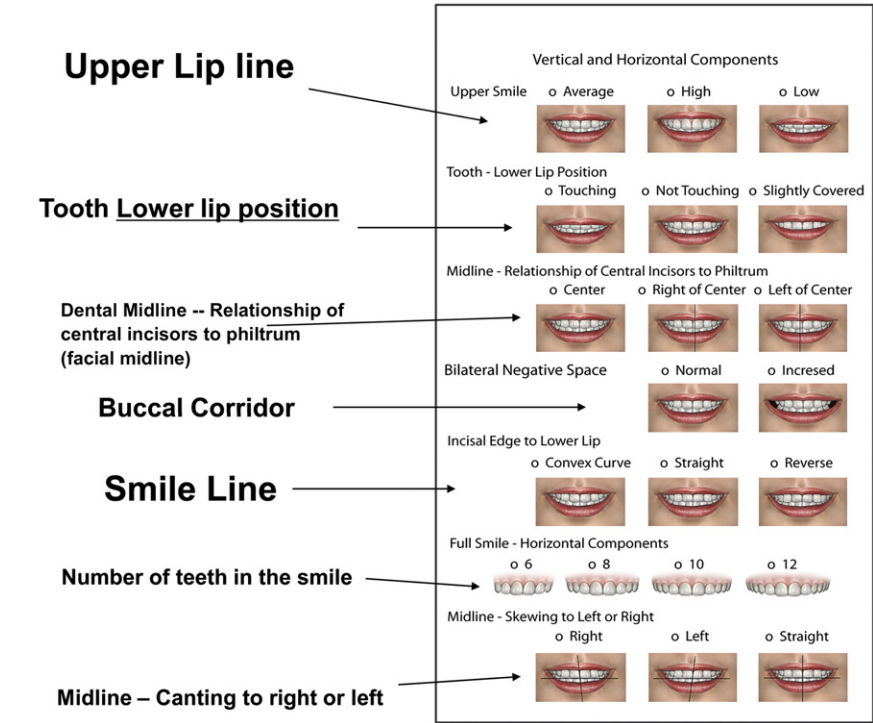 Upper Lip line
Vertical and Horizontal Components
Upper Smile o Average o High o Low
Tooth - Lower Lip Position
o Touching o Not Touching o Slightly Covered
Tooth Lower lip position
Midline - Relationship of Central Incisors to Philtrum
o Center o Right of Center o Left of Center
Dental Midline -- Relationship of
central incisors to philtrum
(facial midline)
Bilateral Negative Space o Normal o Incresed
Buccal Corridor
Incisal Edge to Lower Lip
o Convex Curve o Straight o Reverse
Smile Line
Full Smile - Horizontal Components
o 6 o 8 o 10 o 12
Number of teeth in the smile
Midline - Skewing to Left or Right
o Right o Left o Straight
Midline – Canting to right or left